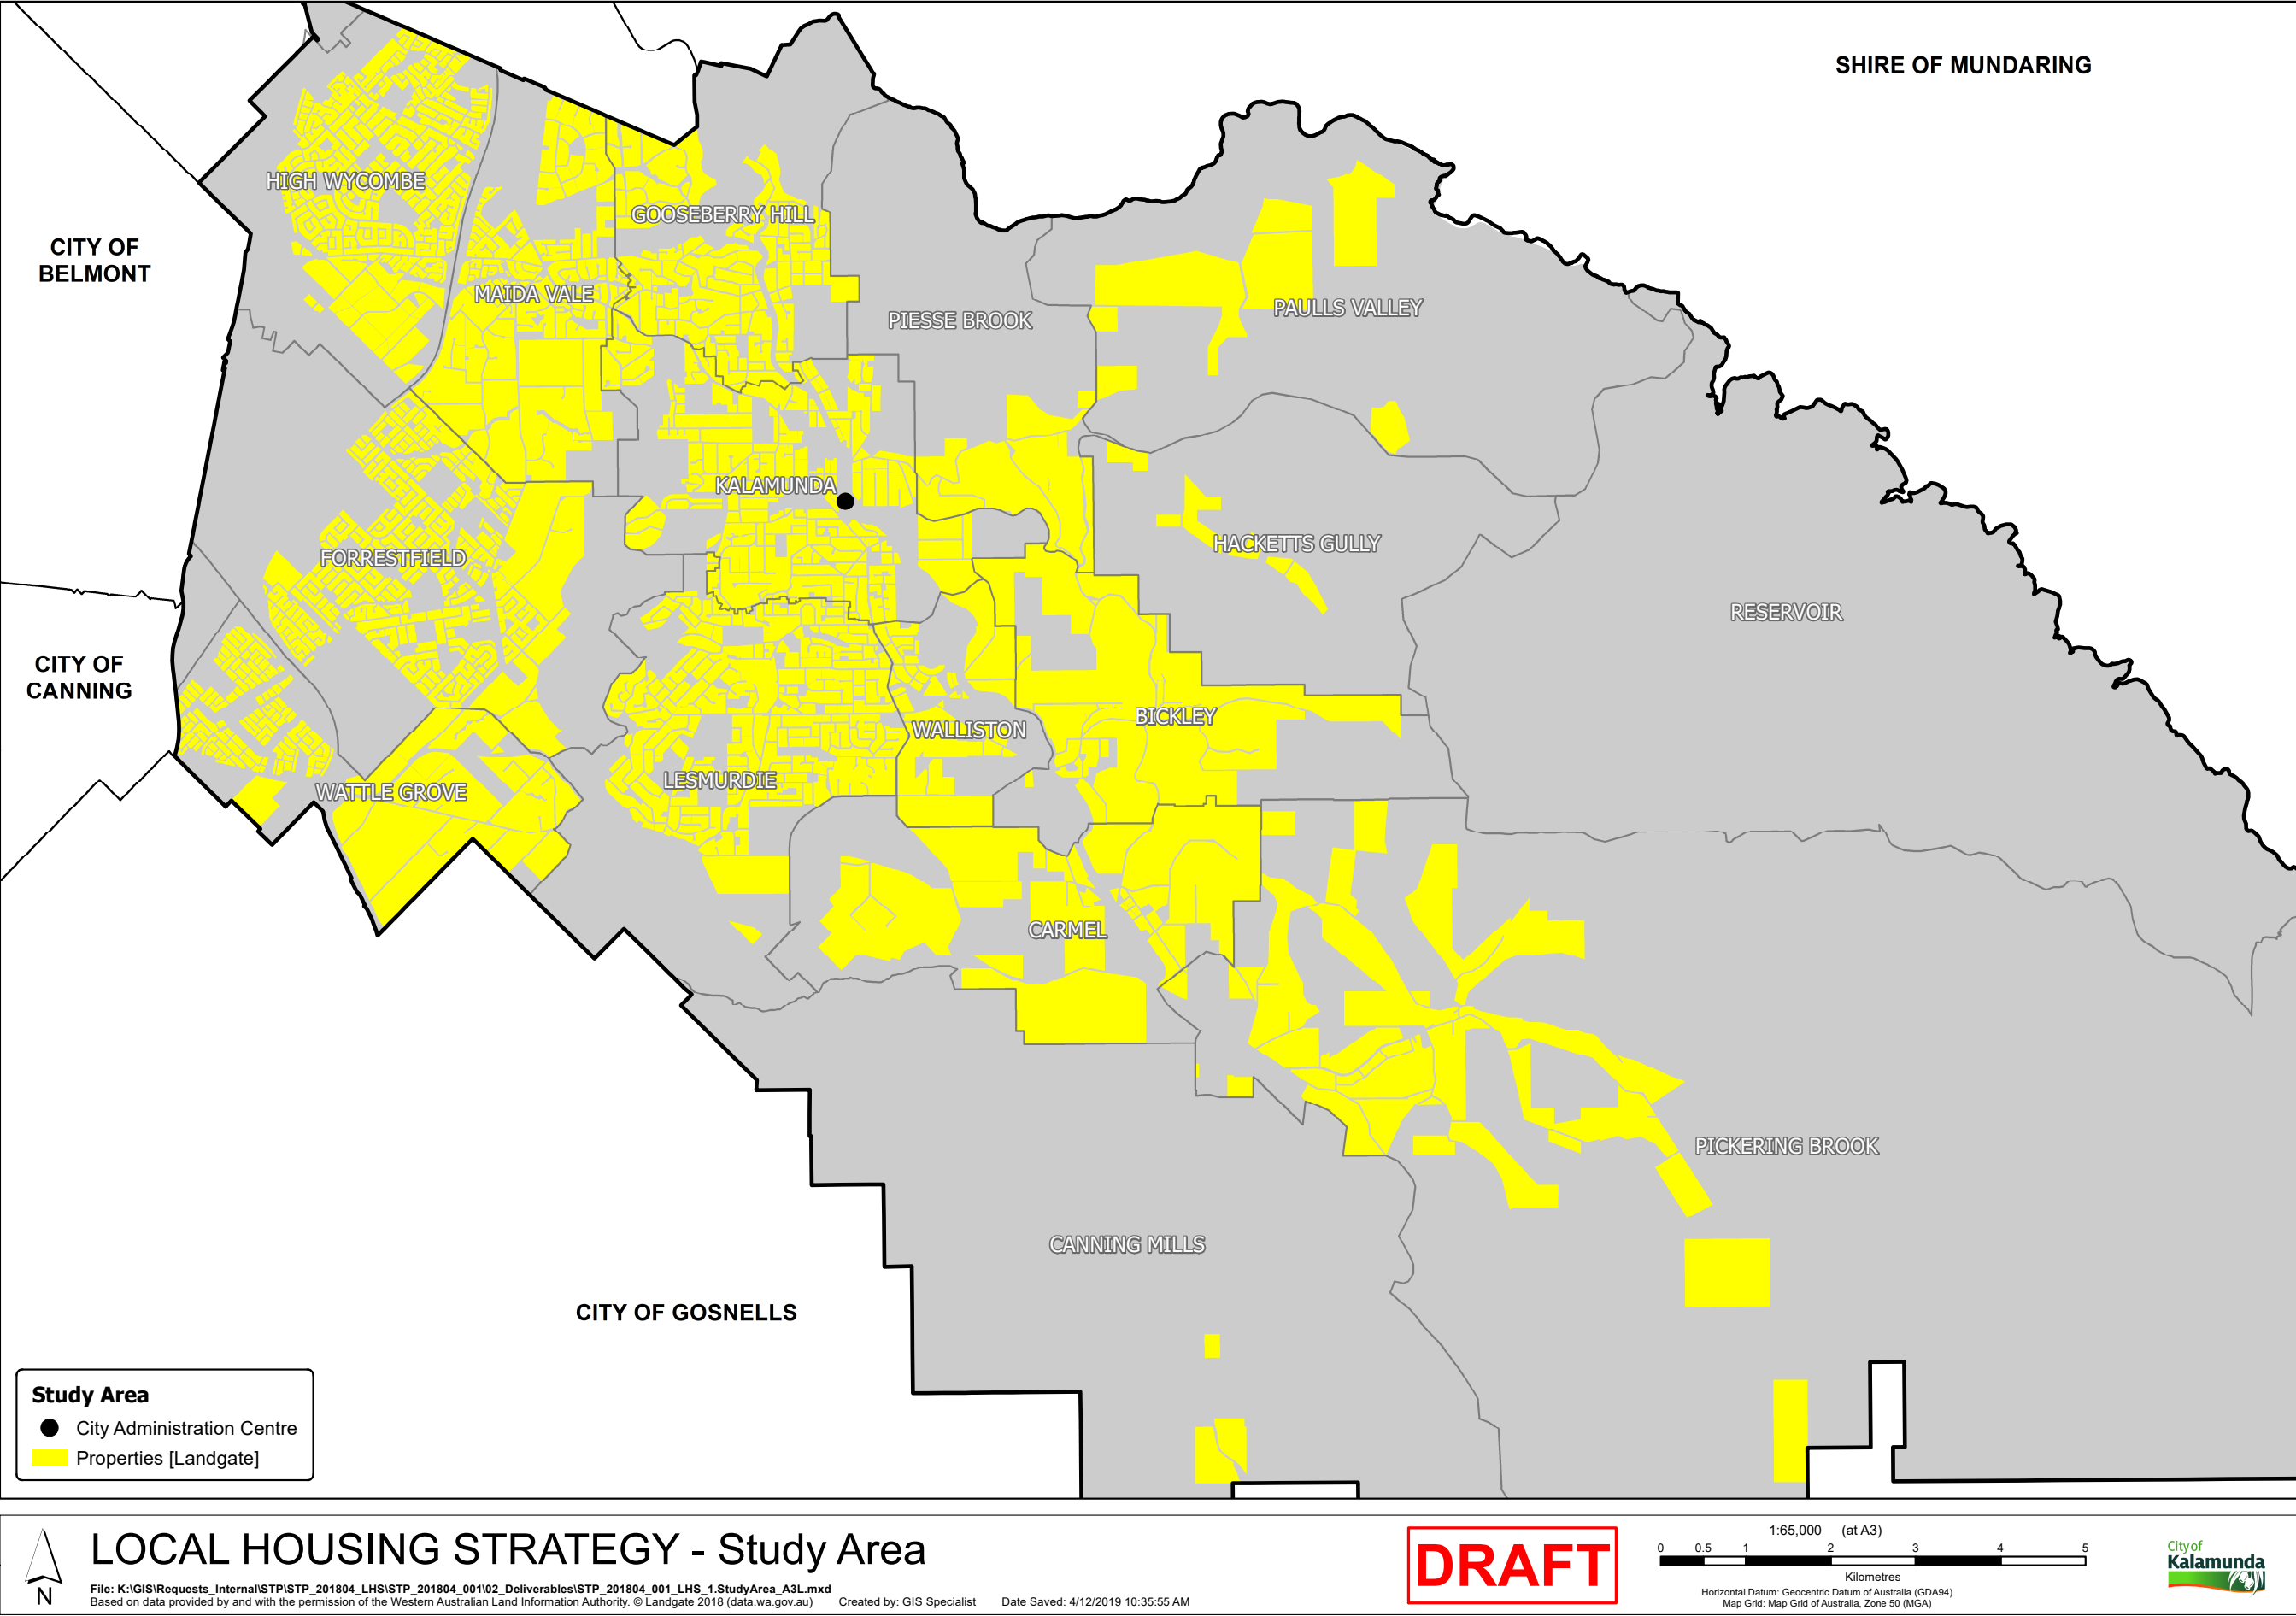 SHIRE OF MUNDARING
HIGH WYCOMBE
GOOSEBERRY HILL
CITY OF
BELMONT
MAIDA VALE
PIESSE BROOK
PAULLS VALLEY
KALAMUNDA
FORRESTFIELD
HACKETTS GULLY
RESERVOIR
CITY OF
CANNING
WALLISTON
BICKLEY
LESMURDIE
WATTLE GROVE
CARMEL
PICKERING BROOK
CANNING MILLS
CITY OF GOSNELLS
Study Area
City Administration Centre
Properties [Landgate]
N
LOCAL HOUSING STRATEGY - Study Area
File: K:\GIS\Requests_Internal\STP\STP_201804_LHS\STP_201804_001\02_Deliverables\STP_201804_001_LHS_1.StudyArea_A3L.mxd
Based on data provided by and with the permission of the Western Australian Land Information Authority. © Landgate 2018 (data.wa.gov.au) Created by: GIS Specialist Date Saved: 4/12/2019 10:35:55 AM
DRAFT
1:65,000 (at A3)
0 0.5 1 2 3 4 5
Kilometres
Horizontal Datum: Geocentric Datum of Australia (GDA94)
Map Grid: Map Grid of Australia, Zone 50 (MGA)
City of
Kalamunda